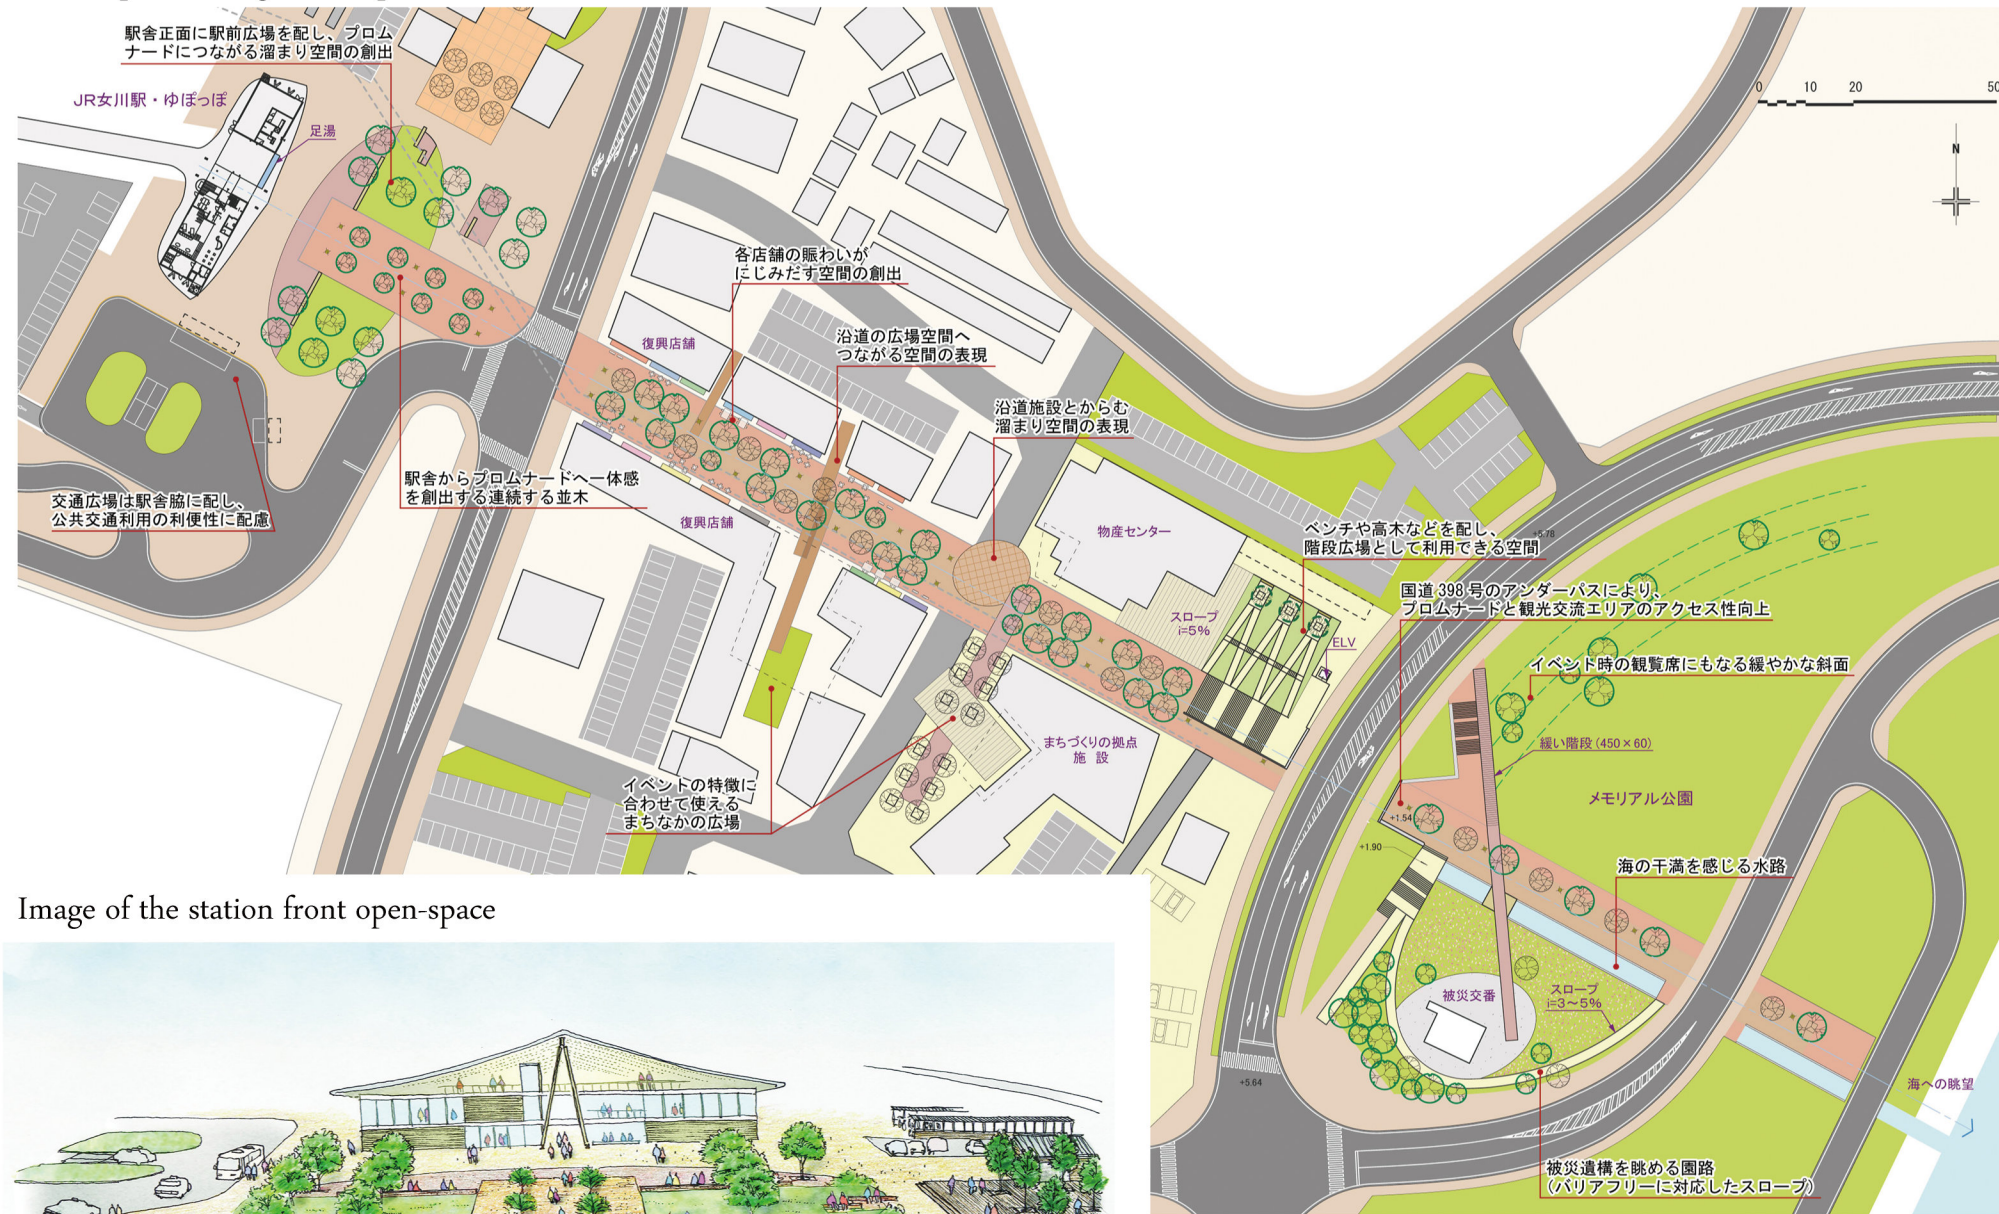 駅舎正面に駅前広場を配し、プロム
ナードにつながる溜まり空間の創出
JR女川駅・ゆぽっぽ
足湯
0 10 20 50
N
各店舗の賑わいが
にじみだす空間の創出
復興店舗
沿道の広場空間へ
つながる空間の表現
沿道施設とからむ
溜まり空間の表現
駅舎からプロムナードへ一体感
を創出する連続する並木
交通広場は駅舎脇に配し、
公共交通利用の利便性に配慮
復興店舗
物産センター
ベンチや高木などを配し、
階段広場として利用できる空間
+5.78
国道398号のアンダーパスにより、
プロムナードと観光交流エリアのアクセス性向上
スロープ
i=5%
ELV
イベント時の観覧席にもなる緩やかな斜面
まちづくりの拠点
施 設
緩い階段(450×60)
イベントの特徴に
合わせて使える
まちなかの広場
メモリアル公園
+1.54
+1.90
海の干満を感じる水路
Image of the station front open-space
被災交番
スロープ
i=3～5%
+5.64
海への眺望
被災遺構を眺める園路
(バリアフリーに対応したスロープ)